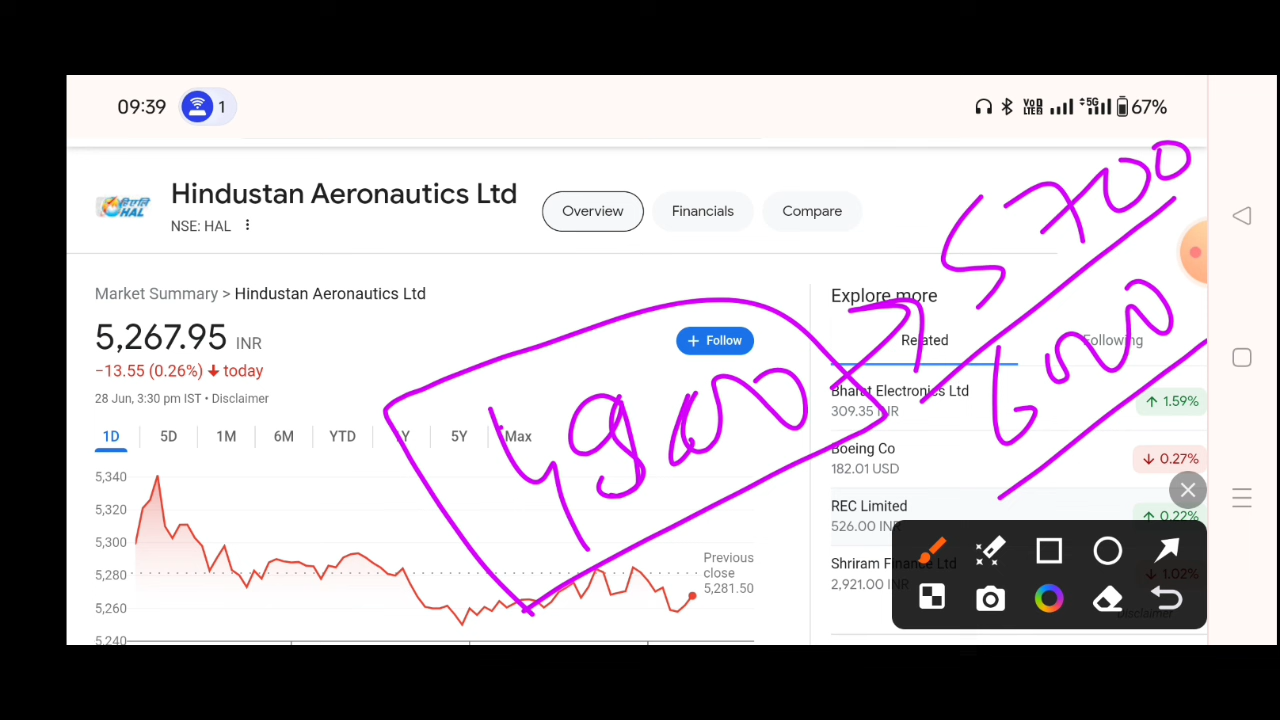 09:39
1
VoD LTE
5G
67%
Hindustan Aeronautics Ltd
NSE: HAL
HAL
Overview
Financials
Compare
5700
Market Summary > Hindustan Aeronautics Ltd
5,267.95 INR
−13.55 (0.26%) today
28 Jun, 3:30 pm IST • Disclaimer
+ Follow
Explore more
Related
Following
6000
4900
1D
5D
1M
6M
YTD
Y
5Y
Max
Bharat Electronics Ltd
309.35 INR
1.59%
Boeing Co
182.01 USD
0.27%
REC Limited
526.00 INR
0.22%
Shriram Finance Ltd
2,921.00 INR
1.02%
Disclaimer
5,340
5,320
5,300
5,280
5,260
5,240
Previous
close
5,281.50